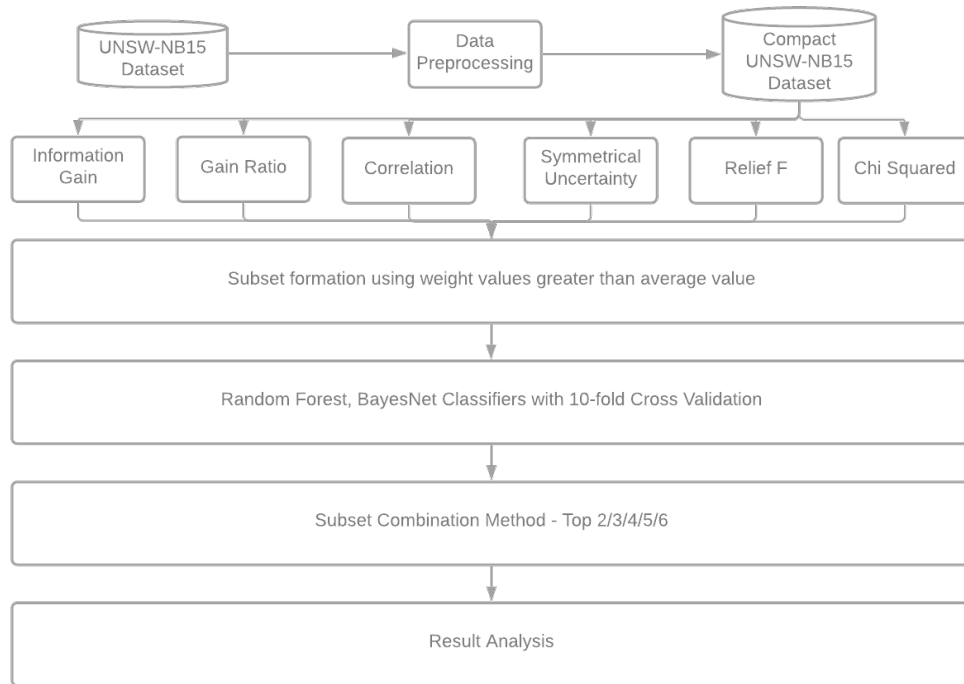 UNSW-NB15
Dataset
Data
Preprocessing
Compact
UNSW-NB15
Dataset
Information
Gain
Gain Ratio
Correlation
Symmetrical
Uncertainty
Relief F
Chi Squared
Subset formation using weight values greater than average value
Random Forest, BayesNet Classifiers with 10-fold Cross Validation
Subset Combination Method - Top 2/3/4/5/6
Result Analysis